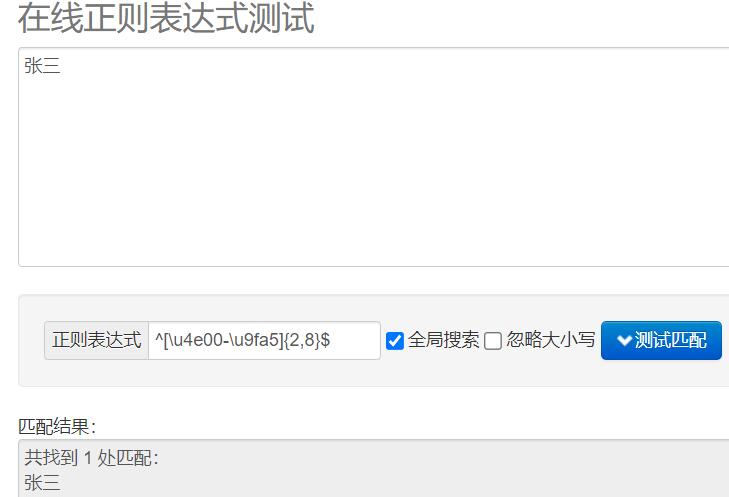 在线正则表达式测试
张三
正则表达式 ^[\u4e00-\u9fa5]{2,8}$ 全局搜索 忽略大小写 测试匹配
匹配结果：
共找到 1 处匹配：
张三